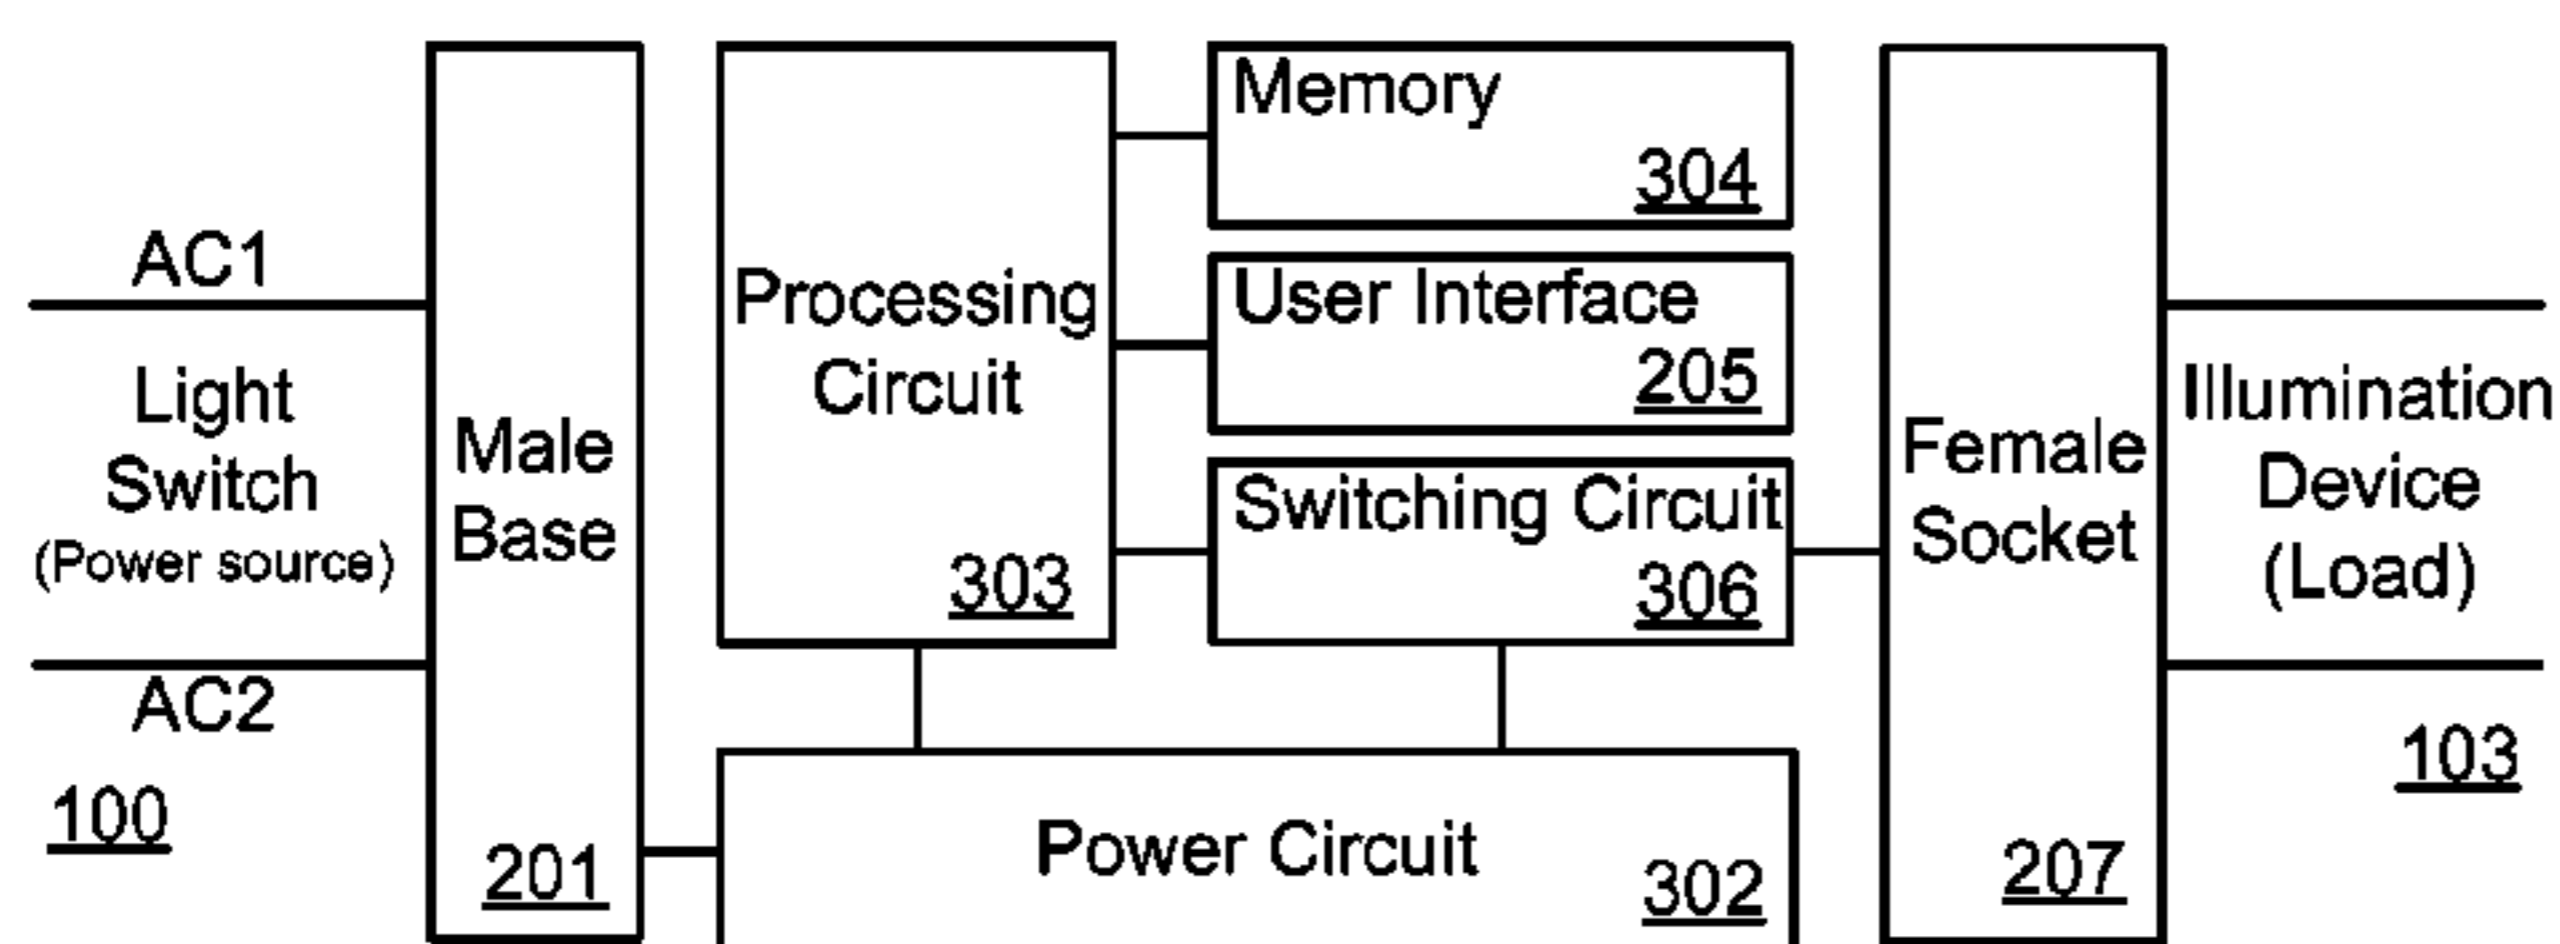 AC1
Light
Switch
(Power source)
AC2
100
Male
Base
201
Processing
Circuit
303
Memory
304
User Interface
205
Switching Circuit
306
Power Circuit
302
Female
Socket
207
Illumination
Device
(Load)
103